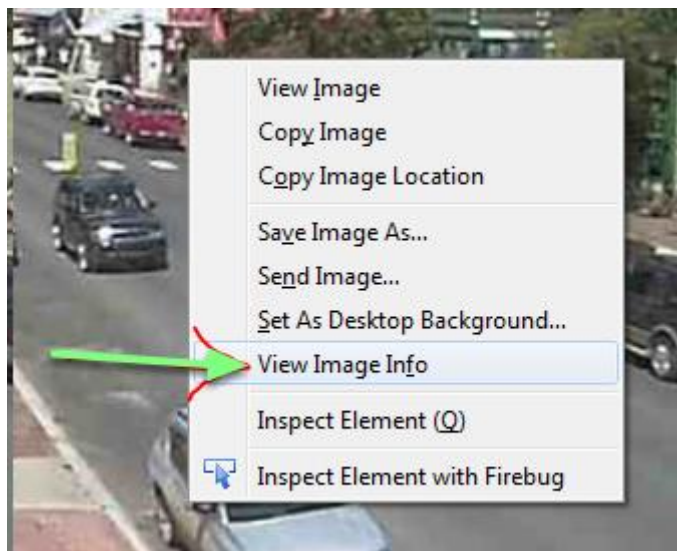 View Image
Copy Image
Copy Image Location
Save Image As...
Send Image...
Set As Desktop Background...
View Image Info
Inspect Element (Q)
Inspect Element with Firebug